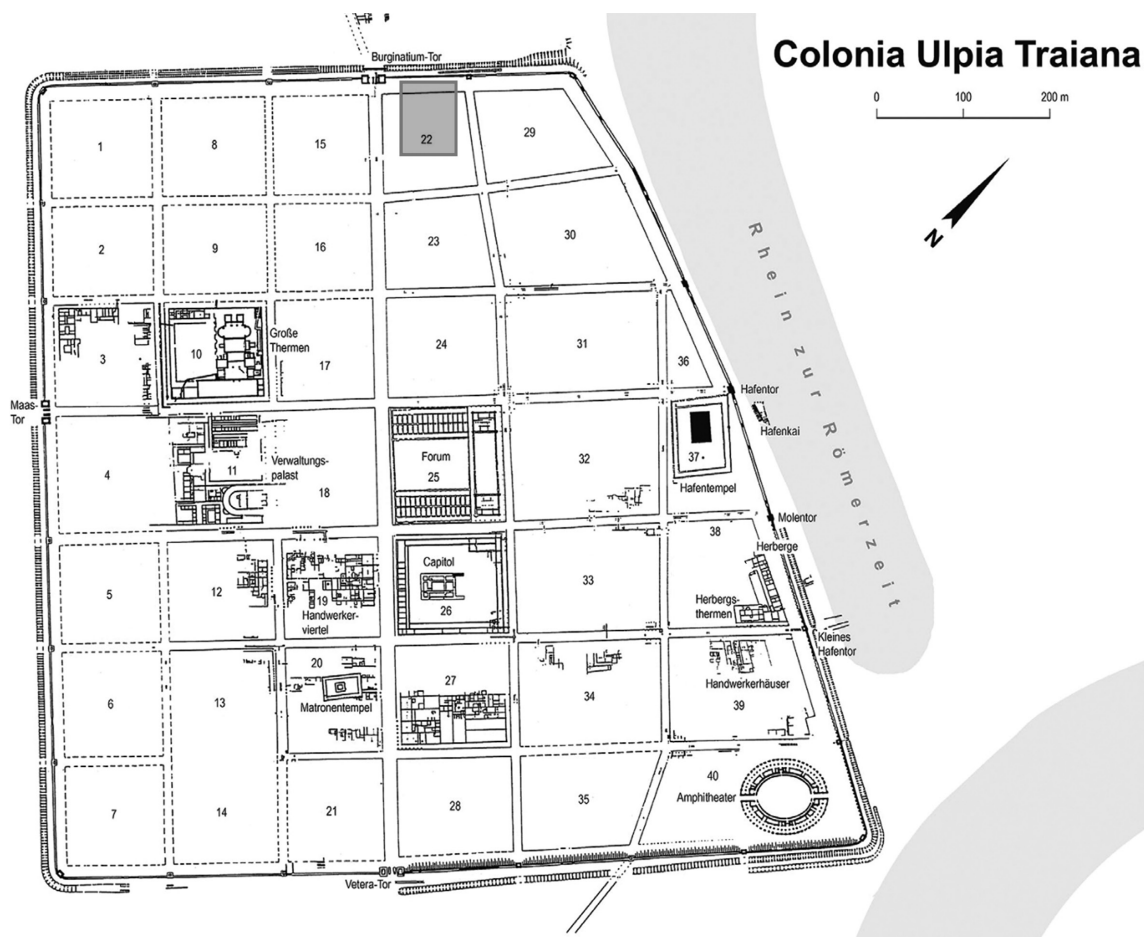 Colonia Ulpia Traiana
0 100 200 m
N
Burginatium-Tor
1 8 15 22 29
2 9 16 23 30
3 10 Große
Thermen
17 24 31 36
Maas-
Tor
Hafentor
Hafenkai
4 11 Verwaltungs-
palast
18 Forum
25
32 37
Hafentempel
Molentor
5 12 19
Handwerker-
viertel
Capitol
26
33 38
Herberge
Herbergs-
thermen
Kleines
Hafentor
6 13 20
Matronentempel
27 34 Handwerkerhäuser
39
7 14 21 28 35 40
Amphitheater
Vetera-Tor
Rhein zur Römerzeit